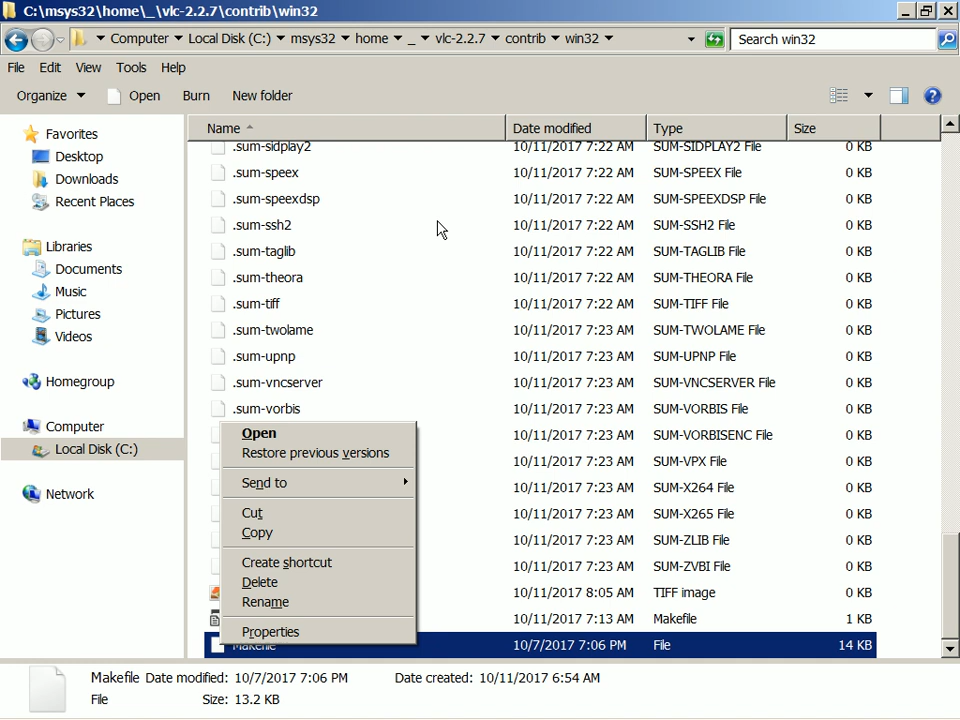 C:\msys32\home\_\vlc-2.2.7\contrib\win32
Computer Local Disk (C:) msys32 home _ vlc-2.2.7 contrib win32 Search win32
File Edit View Tools Help
Organize Open Burn New folder
Favorites
Desktop
Downloads
Recent Places
Libraries
Documents
Music
Pictures
Videos
Homegroup
Computer
Local Disk (C:)
Network
Name Date modified Type Size
.sum-sidplay2 10/11/2017 7:22 AM SUM-SIDPLAY2 File 0 KB
.sum-speex 10/11/2017 7:22 AM SUM-SPEEX File 0 KB
.sum-speexdsp 10/11/2017 7:22 AM SUM-SPEEXDSP File 0 KB
.sum-ssh2 10/11/2017 7:22 AM SUM-SSH2 File 0 KB
.sum-taglib 10/11/2017 7:22 AM SUM-TAGLIB File 0 KB
.sum-theora 10/11/2017 7:22 AM SUM-THEORA File 0 KB
.sum-tiff 10/11/2017 7:22 AM SUM-TIFF File 0 KB
.sum-twolame 10/11/2017 7:23 AM SUM-TWOLAME File 0 KB
.sum-upnp 10/11/2017 7:23 AM SUM-UPNP File 0 KB
.sum-vncserver 10/11/2017 7:23 AM SUM-VNCSERVER File 0 KB
.sum-vorbis 10/11/2017 7:23 AM SUM-VORBIS File 0 KB
10/11/2017 7:23 AM SUM-VORBISENC File 0 KB
10/11/2017 7:23 AM SUM-VPX File 0 KB
10/11/2017 7:23 AM SUM-X264 File 0 KB
10/11/2017 7:23 AM SUM-X265 File 0 KB
10/11/2017 7:23 AM SUM-ZLIB File 0 KB
10/11/2017 7:23 AM SUM-ZVBI File 0 KB
10/11/2017 8:05 AM TIFF image 0 KB
10/11/2017 7:13 AM Makefile 1 KB
Makefile 10/7/2017 7:06 PM File 14 KB
Open
Restore previous versions
Send to
Cut
Copy
Create shortcut
Delete
Rename
Properties
Makefile Date modified: 10/7/2017 7:06 PM Date created: 10/11/2017 6:54 AM
File Size: 13.2 KB